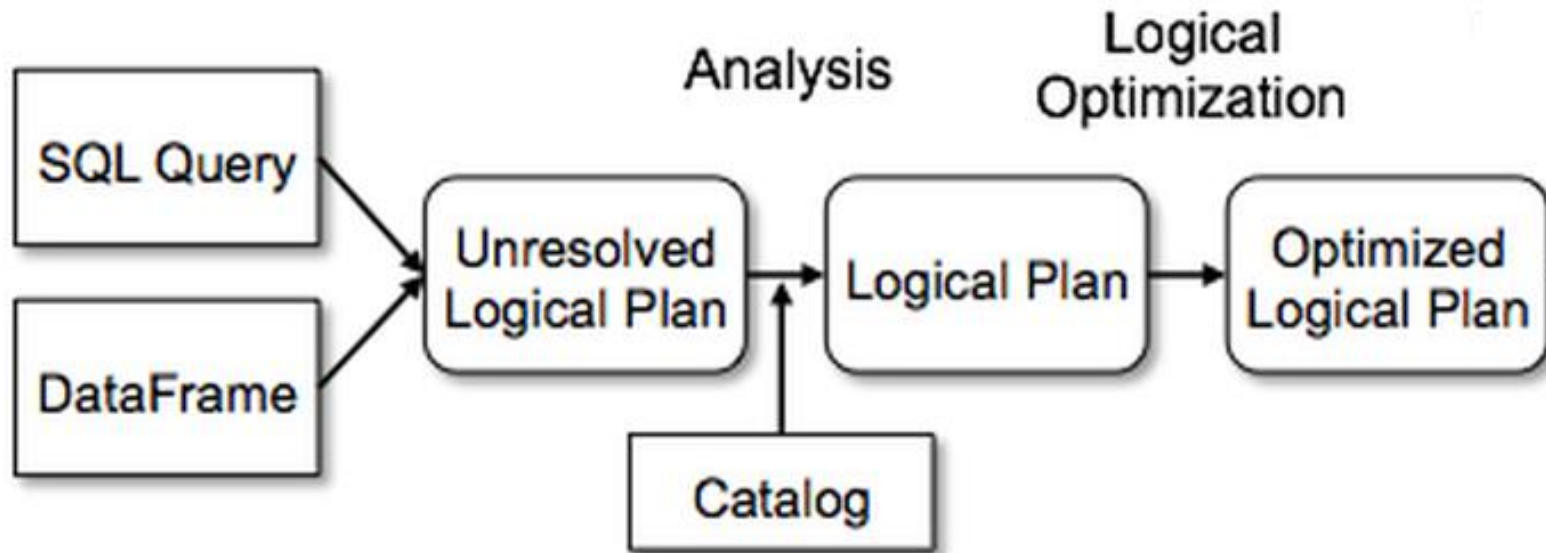 Analysis
Logical
Optimization
SQL Query
DataFrame
Unresolved
Logical Plan
Logical Plan
Optimized
Logical Plan
Catalog